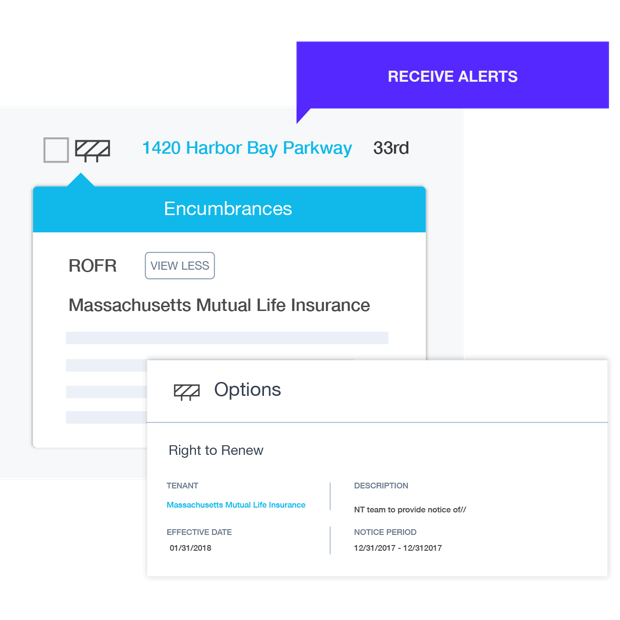 RECEIVE ALERTS
1420 Harbor Bay Parkway 33rd
Encumbrances
ROFR VIEW LESS
Massachusetts Mutual Life Insurance
Options
Right to Renew
TENANT DESCRIPTION
Massachusetts Mutual Life Insurance NT team to provide notice of//
EFFECTIVE DATE NOTICE PERIOD
01/31/2018 12/31/2017 - 12/312017